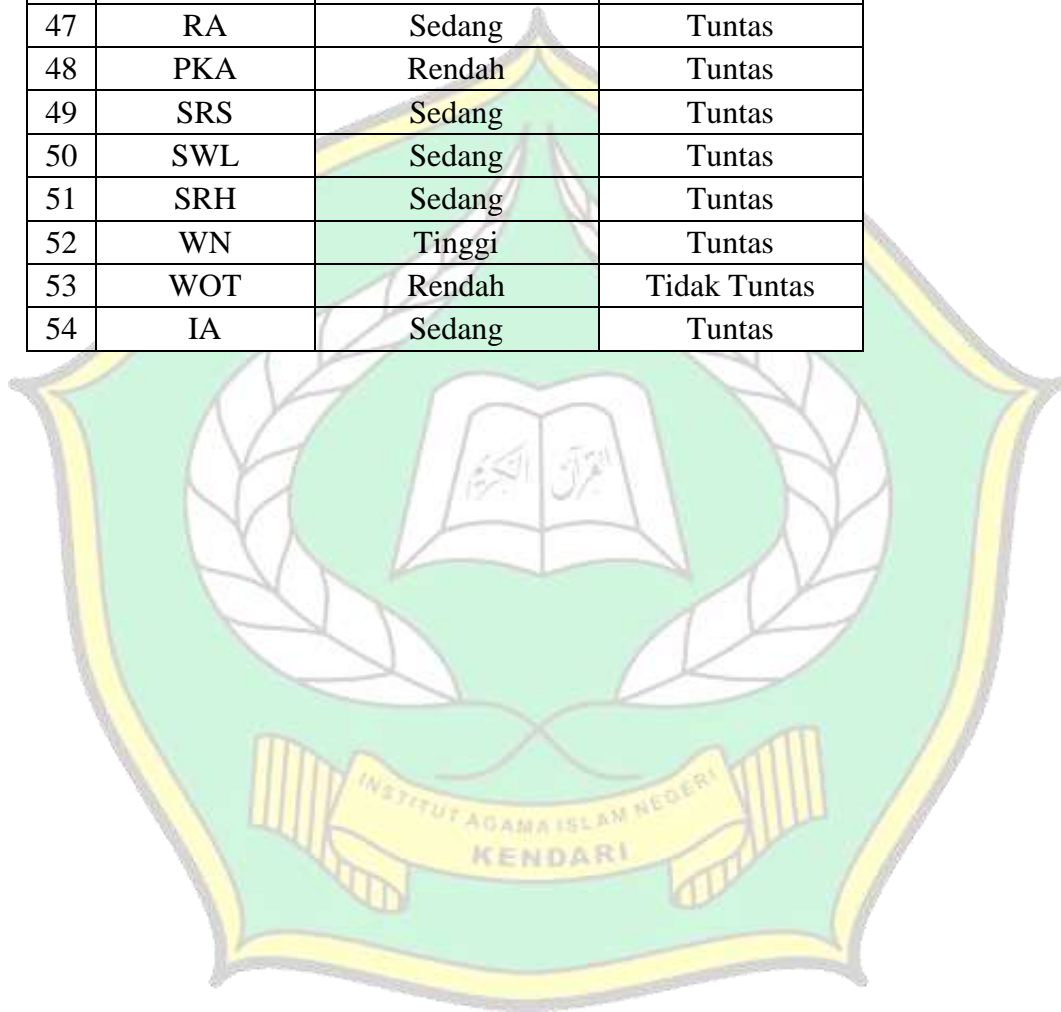 47 RA Sedang Tuntas
48 PKA Rendah Tuntas
49 SRS Sedang Tuntas
50 SWL Sedang Tuntas
51 SRH Sedang Tuntas
52 WN Tinggi Tuntas
53 WOT Rendah Tidak Tuntas
54 IA Sedang Tuntas
القرآن الكريم
INSTITUT AGAMA ISLAM NEGERI
KENDARI